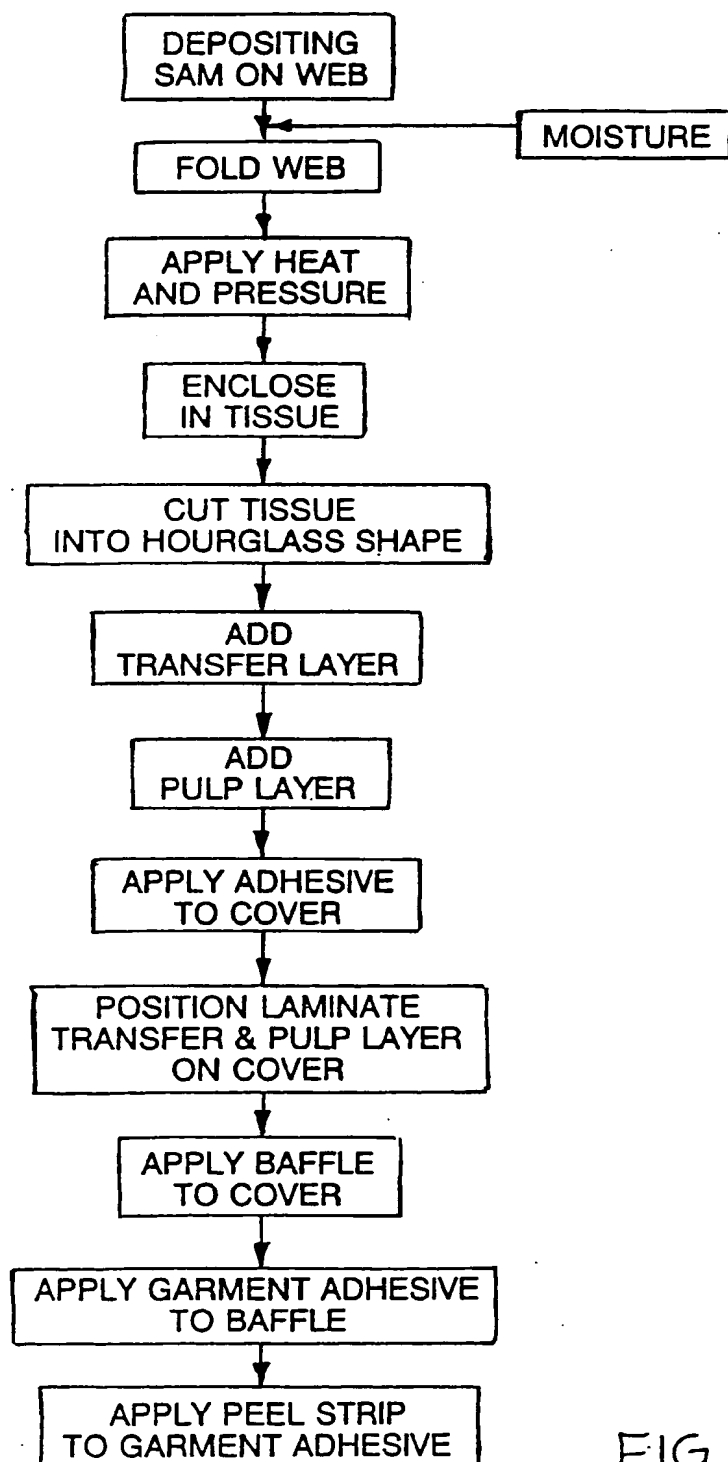 DEPOSITING
SAM ON WEB
MOISTURE
FOLD WEB
APPLY HEAT
AND PRESSURE
ENCLOSE
IN TISSUE
CUT TISSUE
INTO HOURGLASS SHAPE
ADD
TRANSFER LAYER
ADD
PULP LAYER
APPLY ADHESIVE
TO COVER
POSITION LAMINATE
TRANSFER & PULP LAYER
ON COVER
APPLY BAFFLE
TO COVER
APPLY GARMENT ADHESIVE
TO BAFFLE
APPLY PEEL STRIP
TO GARMENT ADHESIVE
FIG